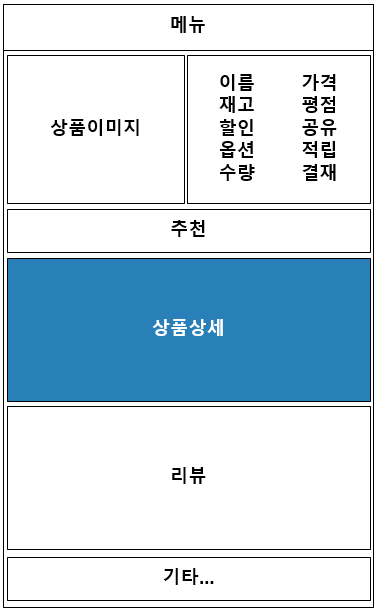 메뉴
상품이미지
이름 가격
재고 평점
할인 공유
옵션 적립
수량 결재
추천
상품상세
리뷰
기타...